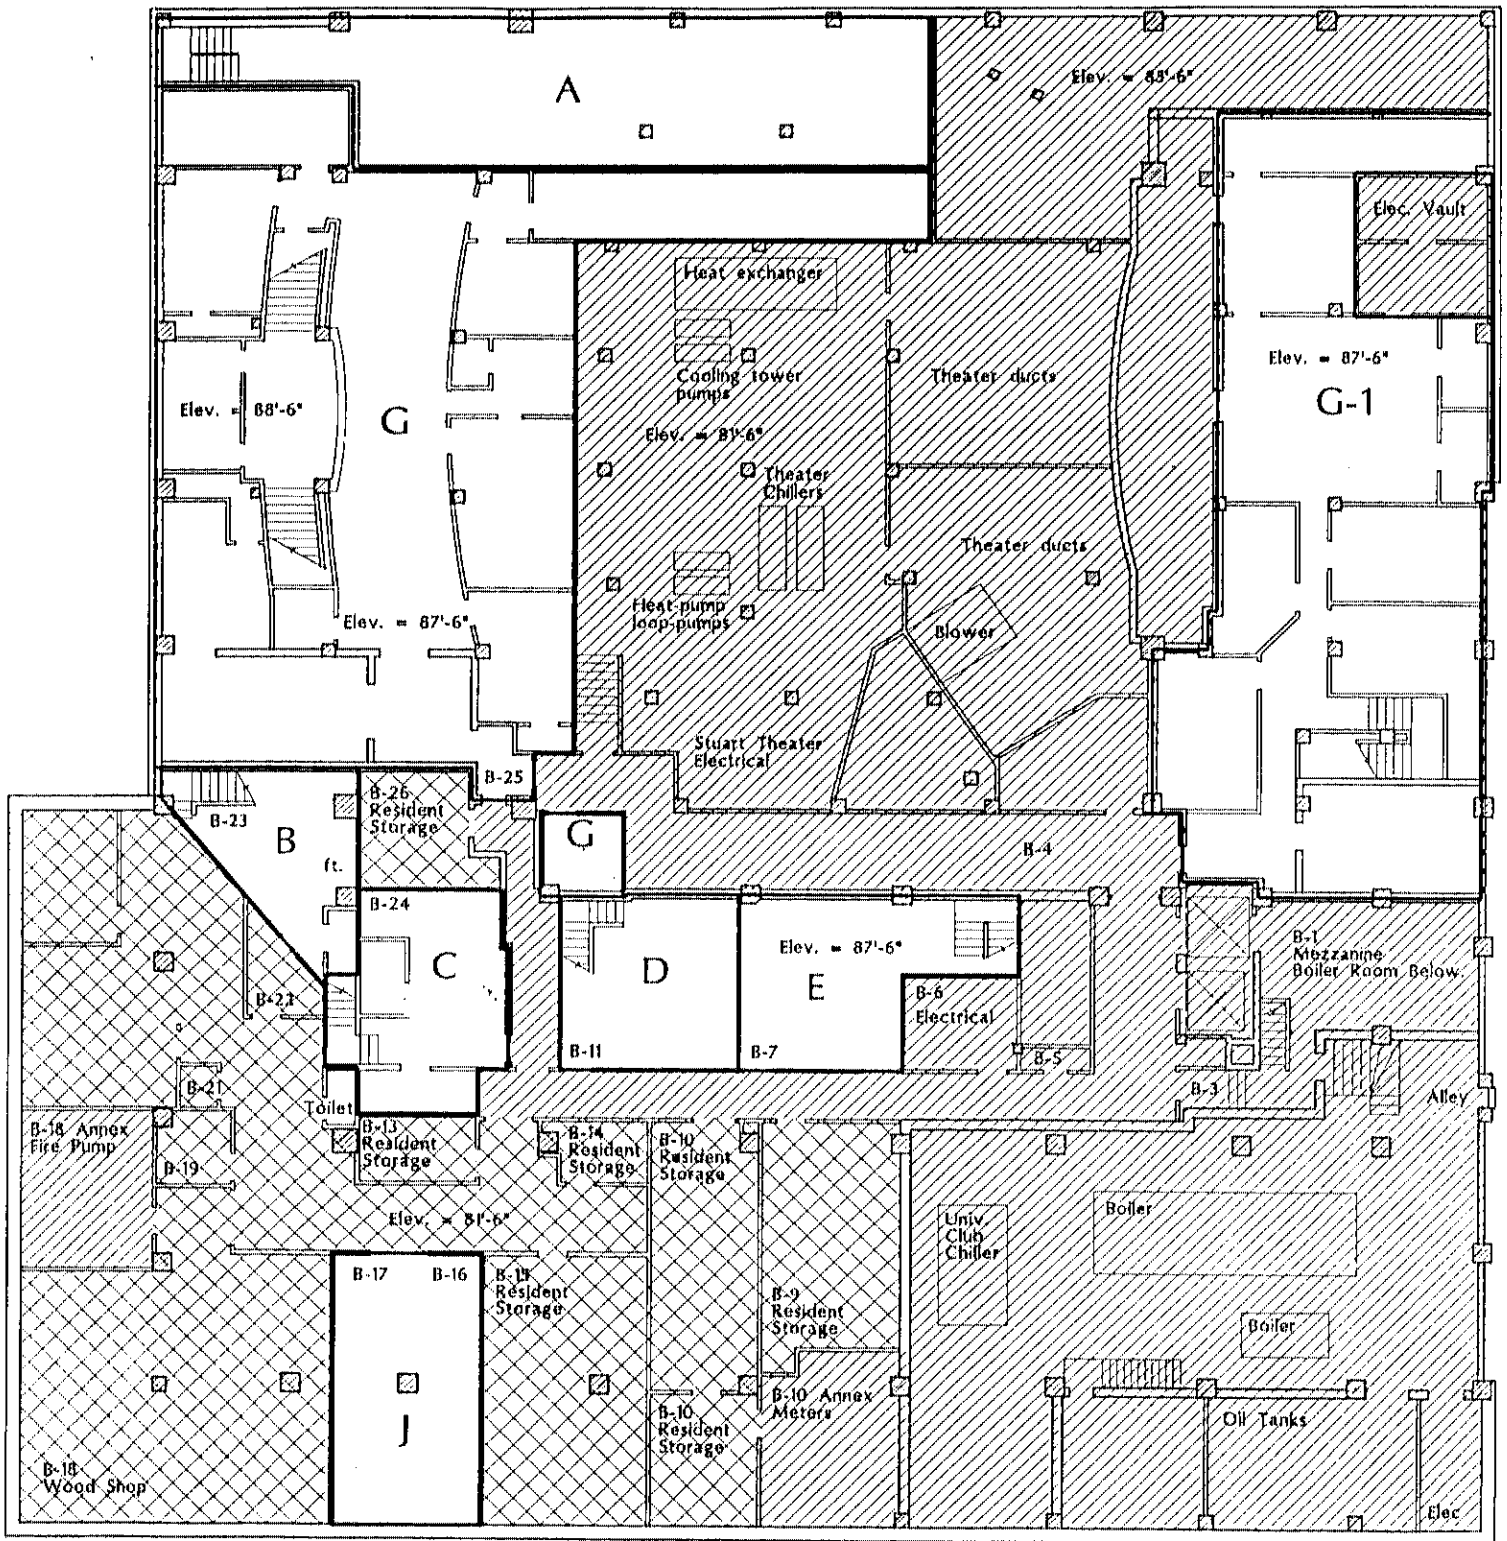 A
Elev. = 83'-6"
Elec. Vault
Heat exchanger
Cooling tower
pumps
Theater ducts
Elev. = 87'-6"
G-1
Elev. = 88'-6"
G
Elev. = 81'-6"
Theater
Chillers
Theater ducts
Heat-pump
loop-pumps
Elev. = 87'-6"
Blower
Stuart Theater
Electrical
B-25
B-26
Resident
Storage
B-23
B
ft.
G
B-4
B-24
C
D
Elev. = 87'-6"
E
B-1
Mezzanine
Boiler Room Below.
B-6
Electrical
B-11
B-7
B-5
B-3
B-21
Toilet
Alley
B-18 Annex
Fire Pump
B-19
B-13
Resident
Storage
B-14
Resident
Storage
B-10
Resident
Storage
Elev. = 81'-6"
Univ.
Club
Chiller
Boiler
B-17
B-16
B-15
Resident
Storage
B-9
Resident
Storage
Boiler
J
B-10
Resident
Storage
B-10 Annex
Meters
Oil Tanks
B-18
Wood Shop
Elec